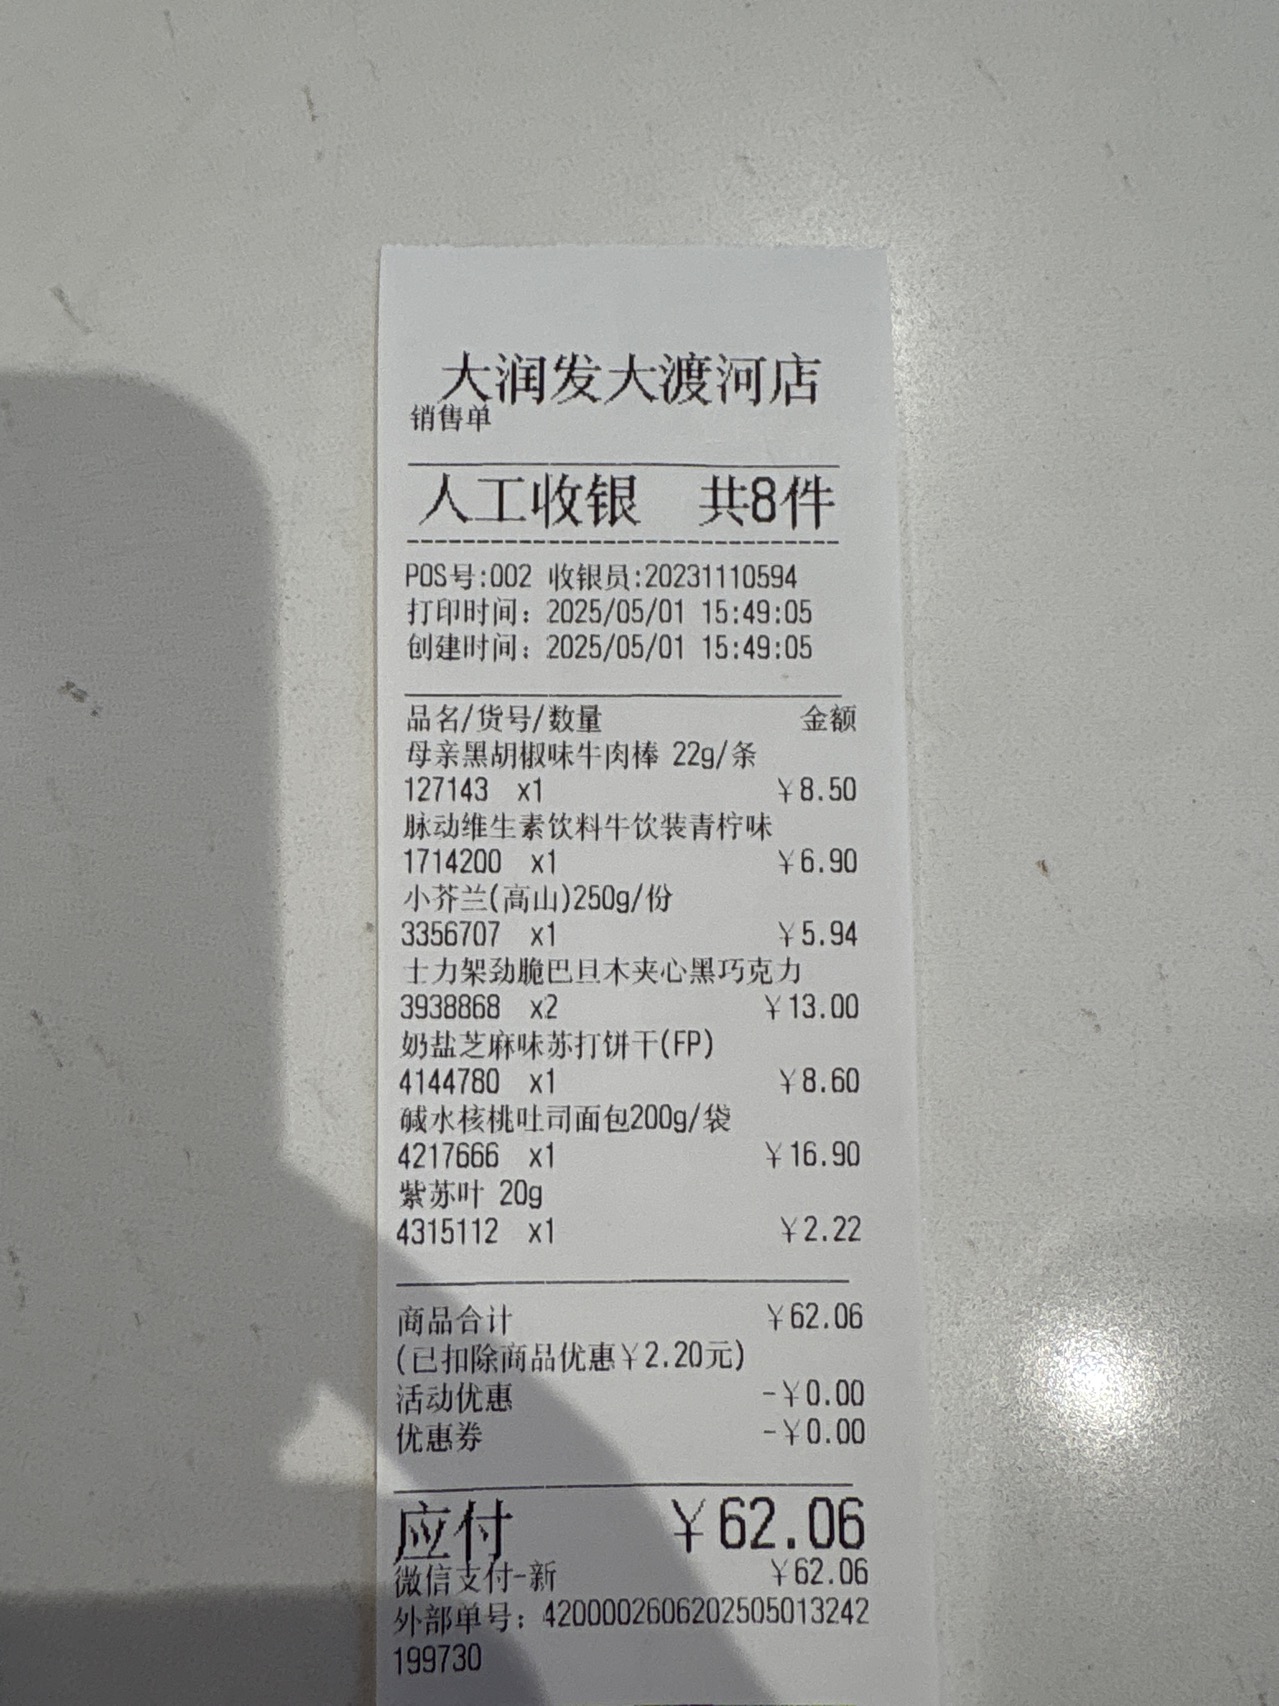 大润发大渡河店
销售单
人工收银 共8件
POS号:002 收银员:20231110594
打印时间: 2025/05/01 15:49:05
创建时间: 2025/05/01 15:49:05
品名/货号/数量 金额
母亲黑胡椒味牛肉棒 22g/条
127143 x1 ￥8.50
脉动维生素饮料牛饮装青柠味
1714200 x1 ￥6.90
小芥兰(高山)250g/份
3356707 x1 ￥5.94
士力架劲脆巴旦木夹心黑巧克力
3938868 x2 ￥13.00
奶盐芝麻味苏打饼干(FP)
4144780 x1 ￥8.60
碱水核桃吐司面包200g/袋
4217666 x1 ￥16.90
紫苏叶 20g
4315112 x1 ￥2.22
商品合计 ￥62.06
(已扣除商品优惠￥2.20元)
活动优惠 -￥0.00
优惠券 -￥0.00
应付 ￥62.06
微信支付-新 ￥62.06
外部单号: 4200002606202505013242
199730